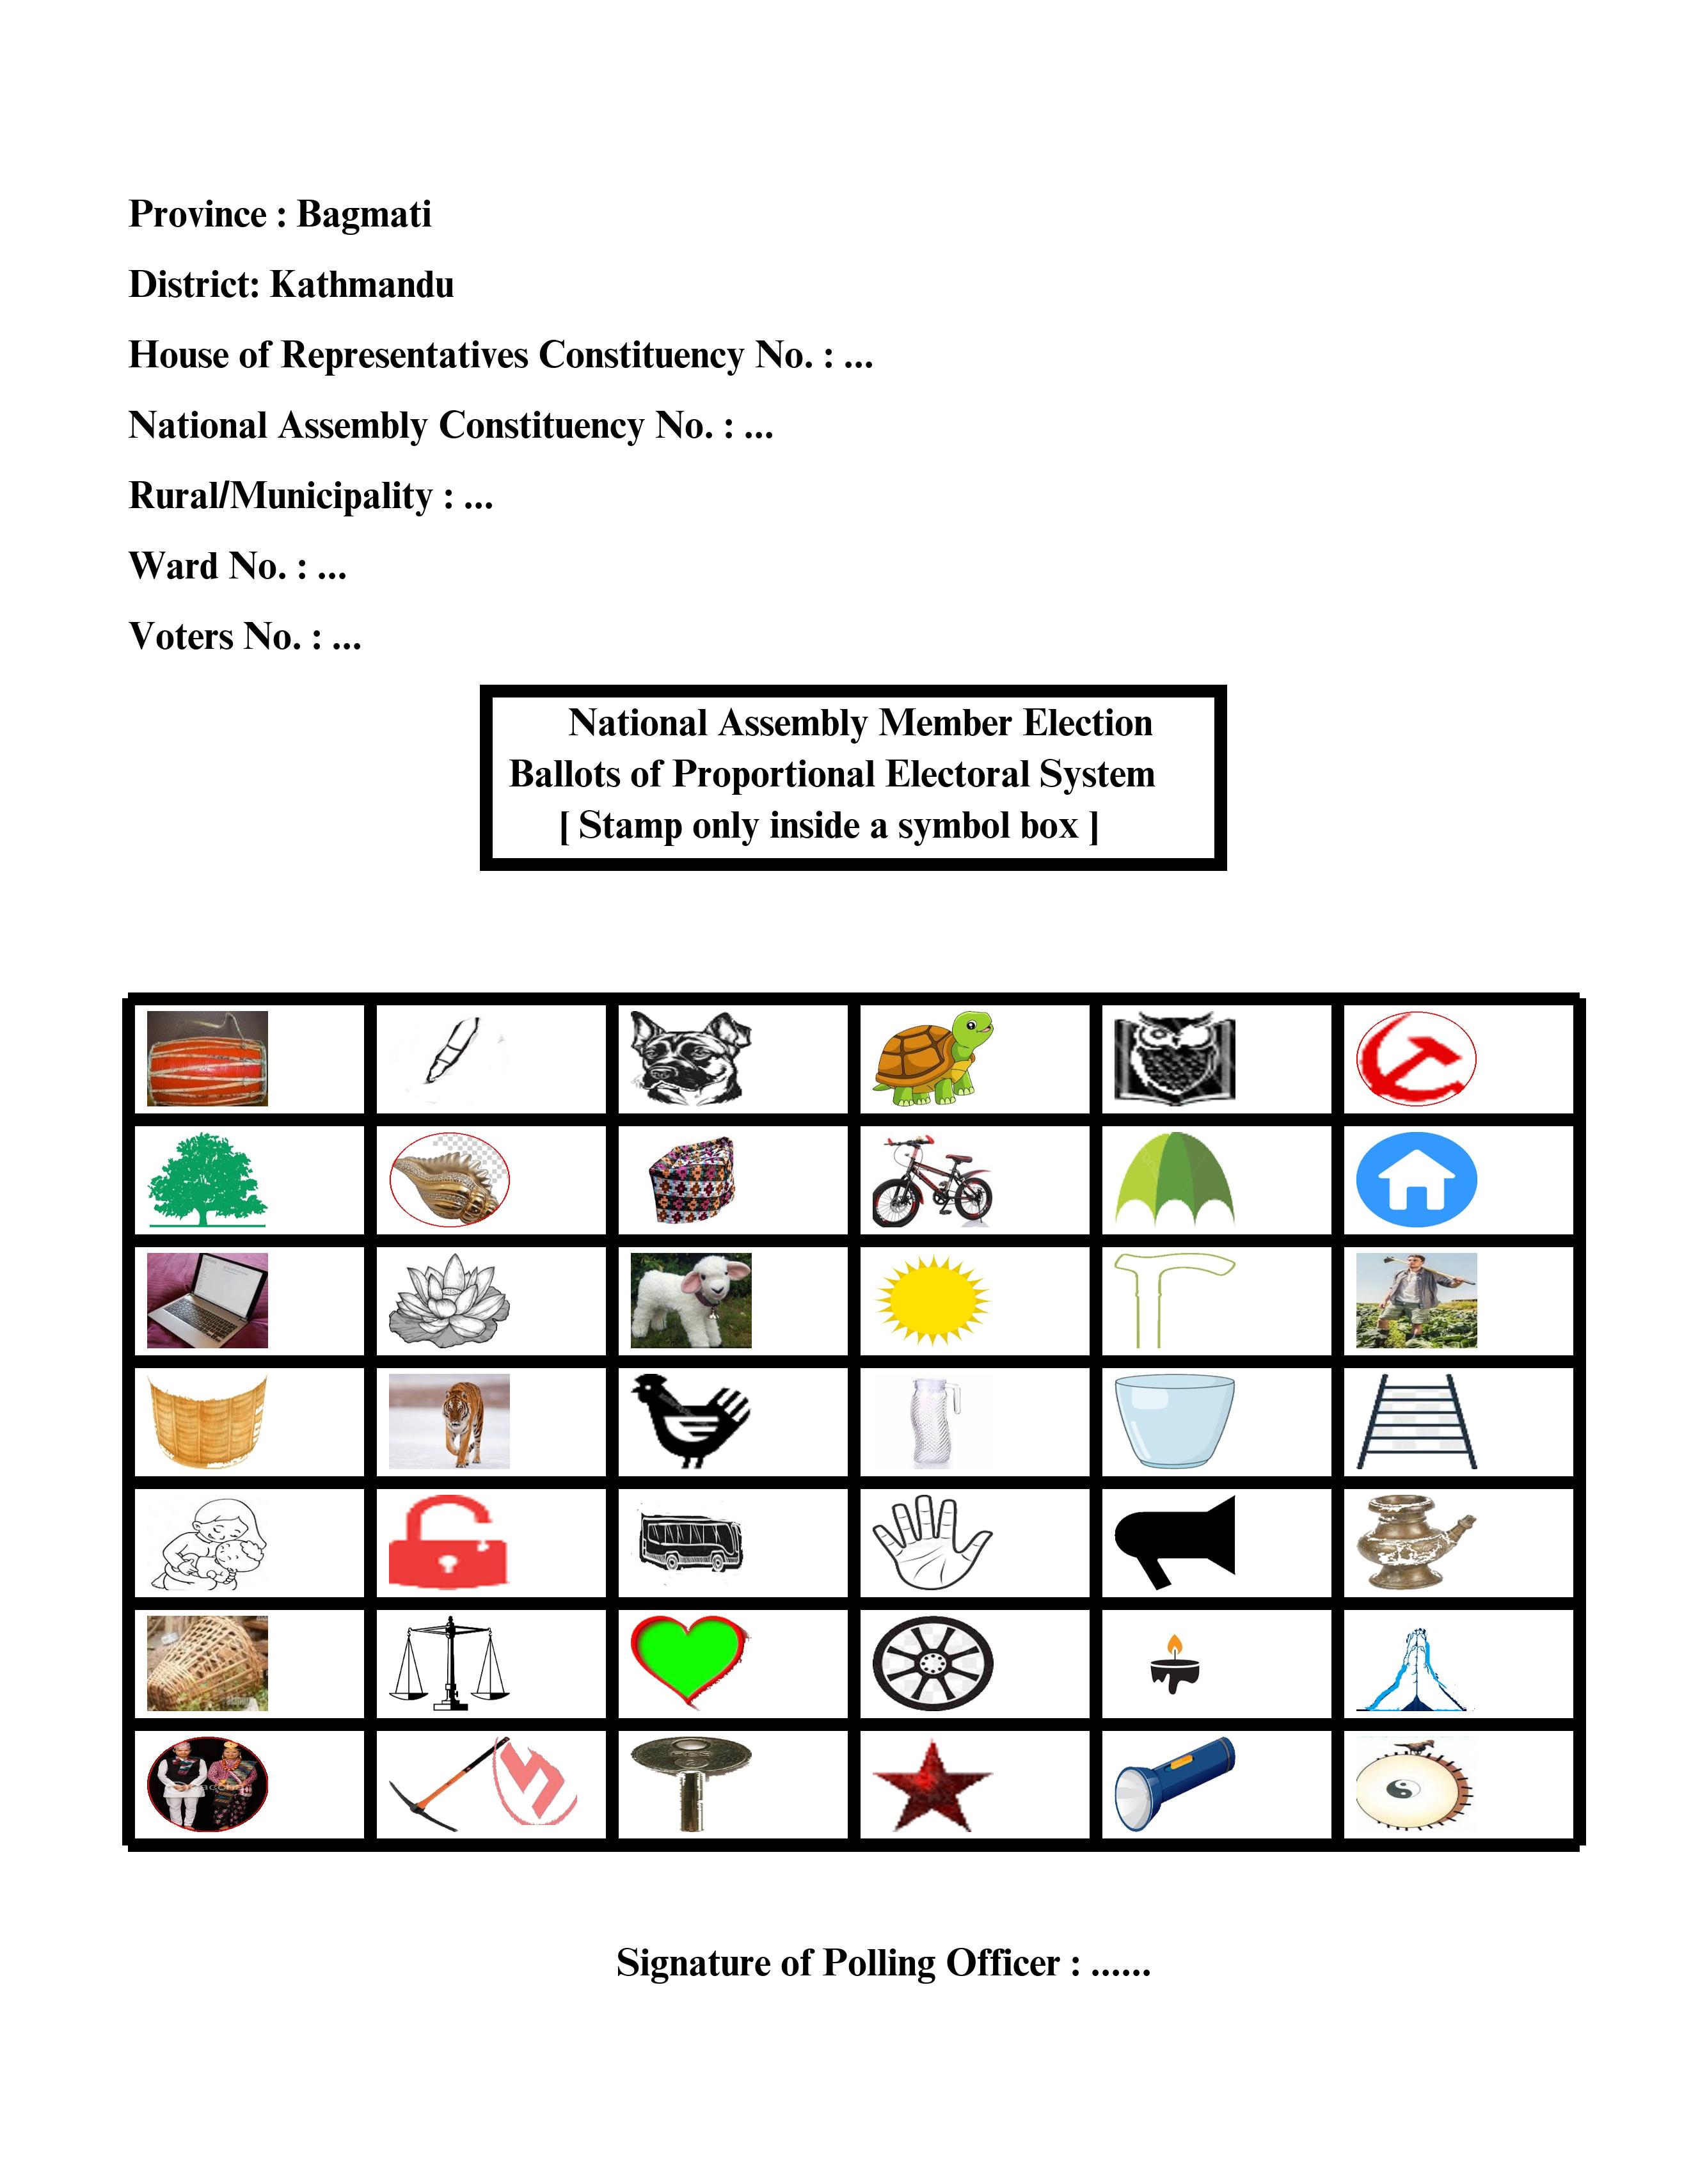 Province : Bagmati
District: Kathmandu
House of Representatives Constituency No. : ...
National Assembly Constituency No. : ...
Rural/Municipality : ...
Ward No. : ...
Voters No. : ...
National Assembly Member Election
Ballots of Proportional Electoral System
[ Stamp only inside a symbol box ]
Signature of Polling Officer : ......